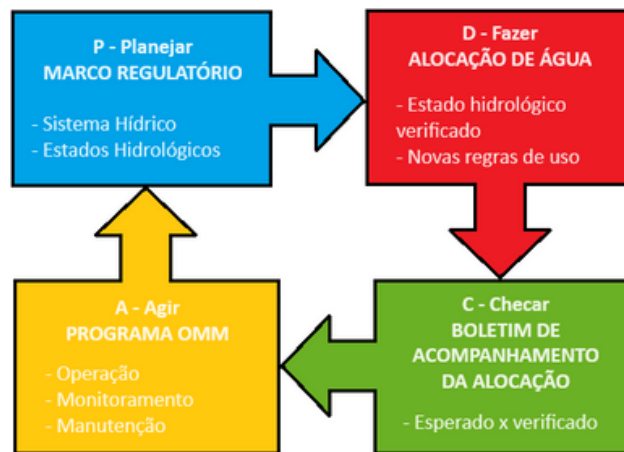 P - Planejar
MARCO REGULATÓRIO
- Sistema Hídrico
- Estados Hidrológicos
D - Fazer
ALOCAÇÃO DE ÁGUA
- Estado hidrológico
verificado
- Novas regras de uso
C - Checar
BOLETIM DE
ACOMPANHAMENTO
DA ALOCAÇÃO
- Esperado x verificado
A - Agir
PROGRAMA OMM
- Operação
- Monitoramento
- Manutenção